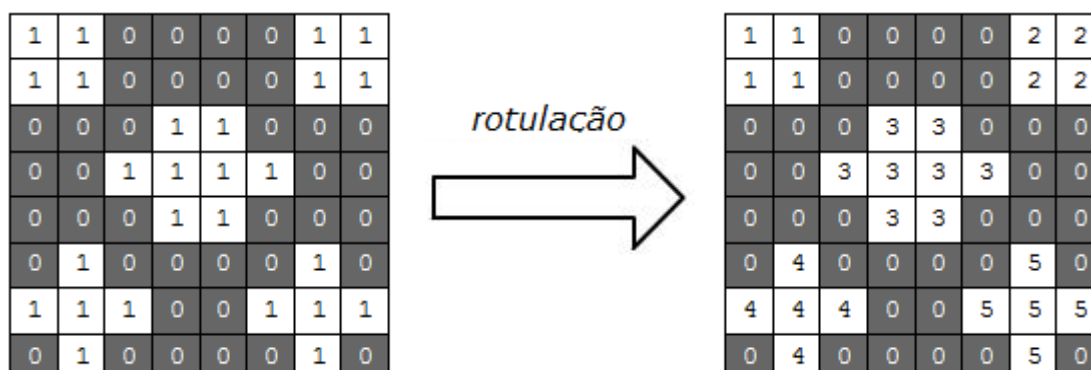 1 1 0 0 0 0 1 1
1 1 0 0 0 0 1 1
0 0 0 1 1 0 0 0
0 0 1 1 1 1 0 0
0 0 0 1 1 0 0 0
0 1 0 0 0 0 1 0
1 1 1 0 0 1 1 1
0 1 0 0 0 0 1 0
rotulação
1 1 0 0 0 0 2 2
1 1 0 0 0 0 2 2
0 0 0 3 3 0 0 0
0 0 3 3 3 3 0 0
0 0 0 3 3 0 0 0
0 4 0 0 0 0 5 0
4 4 4 0 0 5 5 5
0 4 0 0 0 0 5 0